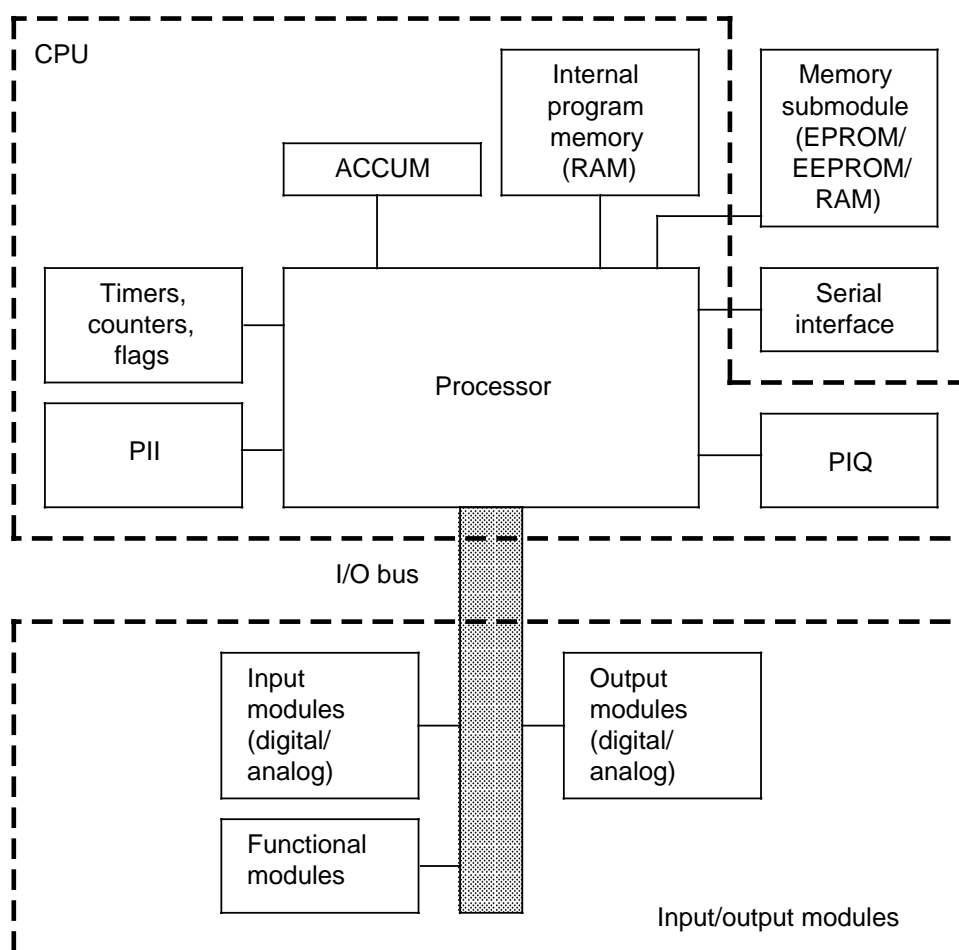 CPU
Internal
program
memory
(RAM)
Memory
submodule
(EPROM/
EEPROM/
RAM)
ACCUM
Timers,
counters,
flags
Processor
Serial
interface
PII
PIQ
I/O bus
Input
modules
(digital/
analog)
Output
modules
(digital/
analog)
Functional
modules
Input/output modules